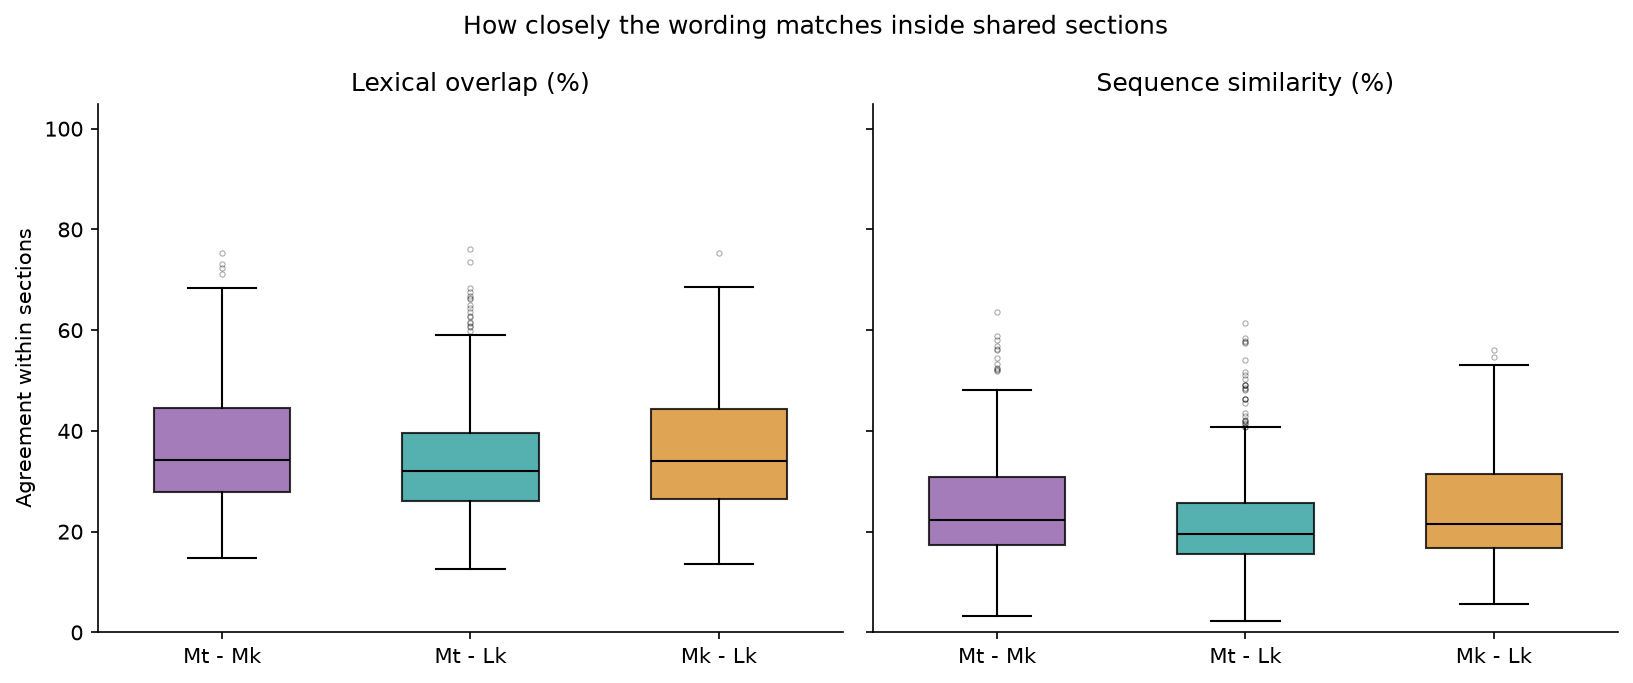 How closely the wording matches inside shared sections
Lexical overlap (%)
Sequence similarity (%)
Agreement within sections
100
80
60
40
20
0
Mt - Mk
Mt - Lk
Mk - Lk
Mt - Mk
Mt - Lk
Mk - Lk